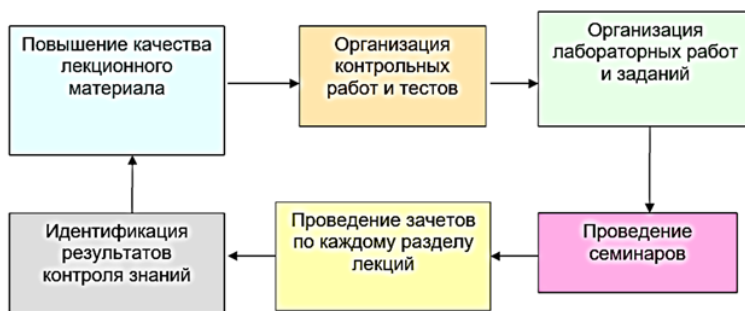 Повышение качества
лекционного
материала
Организация
контрольных
работ и тестов
Организация
лабораторных работ
и заданий
Идентификация
результатов
контроля знаний
Проведение зачетов
по каждому разделу
лекций
Проведение
семинаров